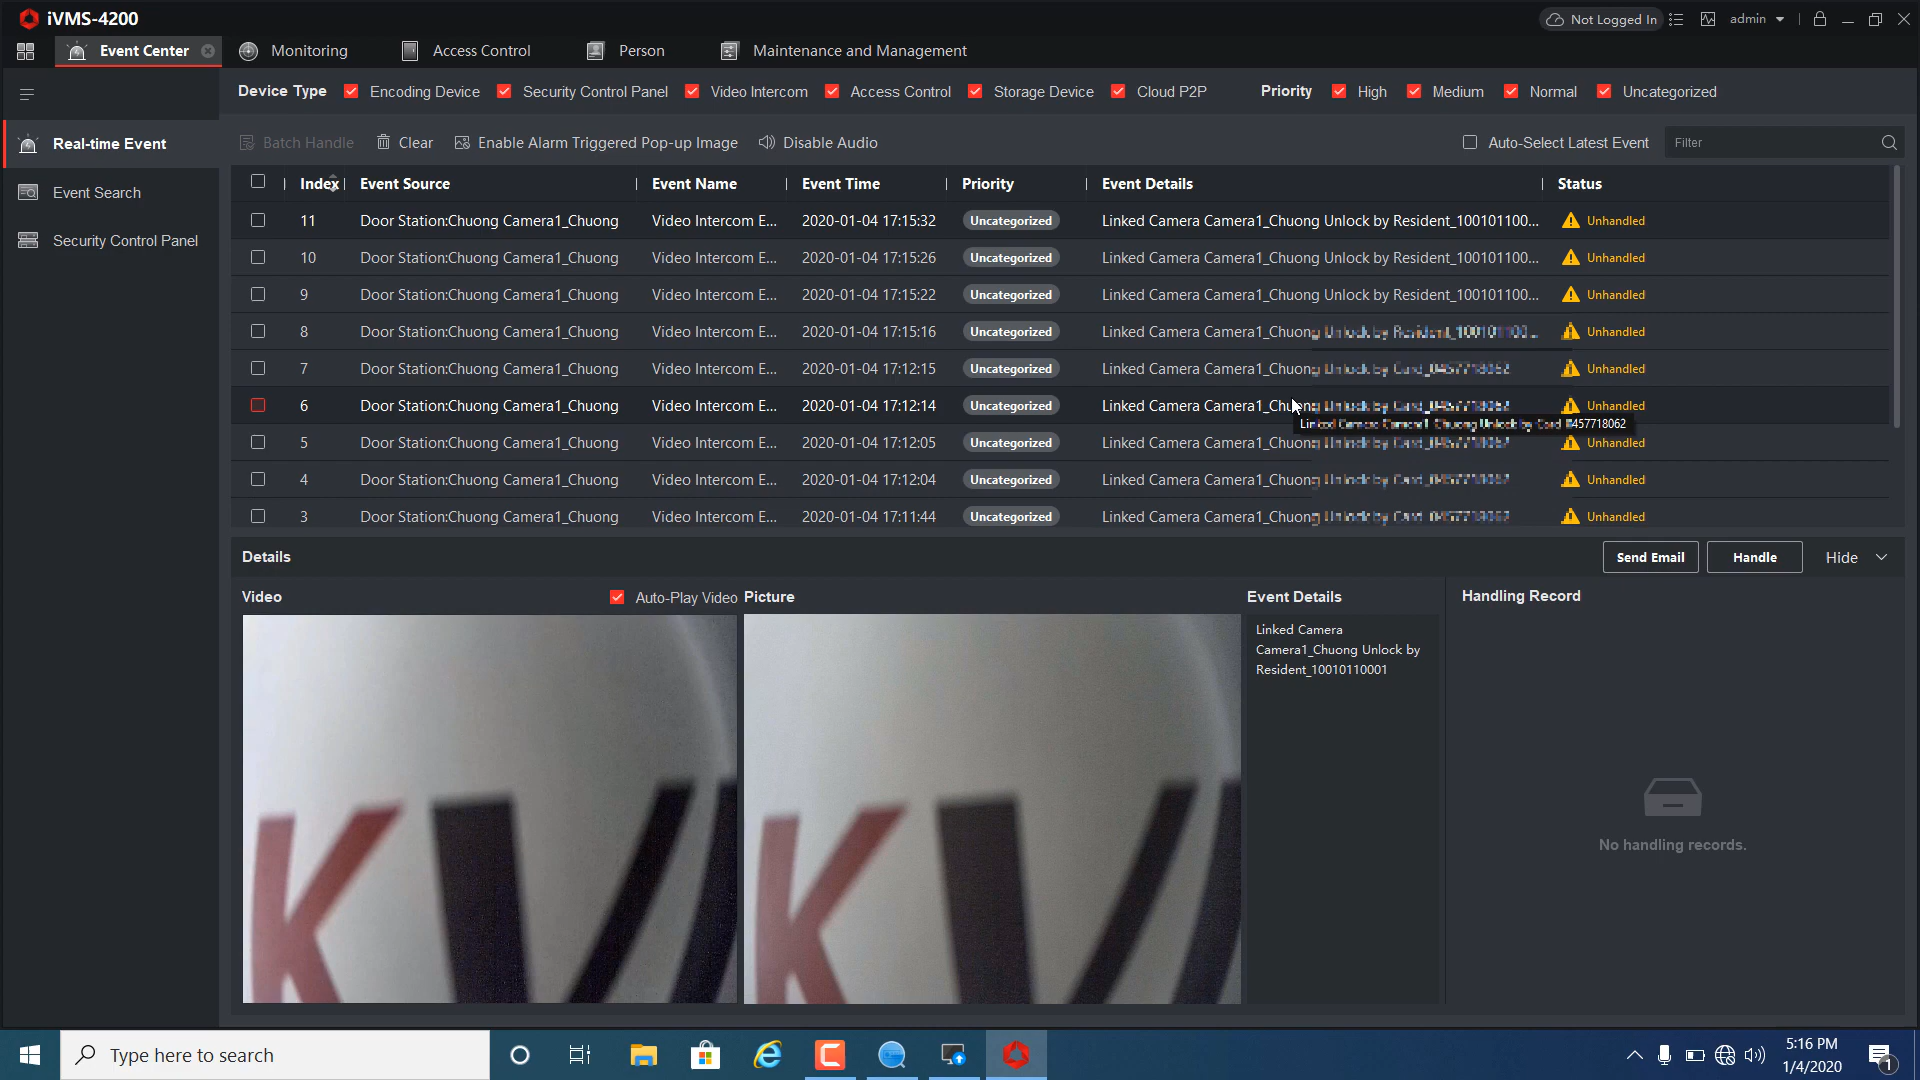 iVMS-4200
Not Logged In
admin
Event Center
Monitoring
Access Control
Person
Maintenance and Management
Device Type
Encoding Device
Security Control Panel
Video Intercom
Access Control
Storage Device
Cloud P2P
Priority
High
Medium
Normal
Uncategorized
Real-time Event
Event Search
Security Control Panel
Batch Handle
Clear
Enable Alarm Triggered Pop-up Image
Disable Audio
Auto-Select Latest Event
Filter
Index Event Source Event Name Event Time Priority Event Details Status
11 Door Station:Chuong Camera1_Chuong Video Intercom E... 2020-01-04 17:15:32 Uncategorized Linked Camera Camera1_Chuong Unlock by Resident_100101100... Unhandled
10 Door Station:Chuong Camera1_Chuong Video Intercom E... 2020-01-04 17:15:26 Uncategorized Linked Camera Camera1_Chuong Unlock by Resident_100101100... Unhandled
9 Door Station:Chuong Camera1_Chuong Video Intercom E... 2020-01-04 17:15:22 Uncategorized Linked Camera Camera1_Chuong Unlock by Resident_100101100... Unhandled
8 Door Station:Chuong Camera1_Chuong Video Intercom E... 2020-01-04 17:15:16 Uncategorized Linked Camera Camera1_Chuong Unhandled
7 Door Station:Chuong Camera1_Chuong Video Intercom E... 2020-01-04 17:12:15 Uncategorized Linked Camera Camera1_Chuong Unhandled
6 Door Station:Chuong Camera1_Chuong Video Intercom E... 2020-01-04 17:12:14 Uncategorized Linked Camera Camera1_Chuong Unhandled
5 Door Station:Chuong Camera1_Chuong Video Intercom E... 2020-01-04 17:12:05 Uncategorized Linked Camera Camera1_Chuong Unhandled
4 Door Station:Chuong Camera1_Chuong Video Intercom E... 2020-01-04 17:12:04 Uncategorized Linked Camera Camera1_Chuong Unhandled
3 Door Station:Chuong Camera1_Chuong Video Intercom E... 2020-01-04 17:11:44 Uncategorized Linked Camera Camera1_Chuong Unhandled
Details
Send Email
Handle
Hide
Video
Auto-Play Video
Picture
Event Details
Handling Record
Linked Camera
Camera1_Chuong Unlock by
Resident_10010110001
No handling records.
Type here to search
5:16 PM
1/4/2020
1